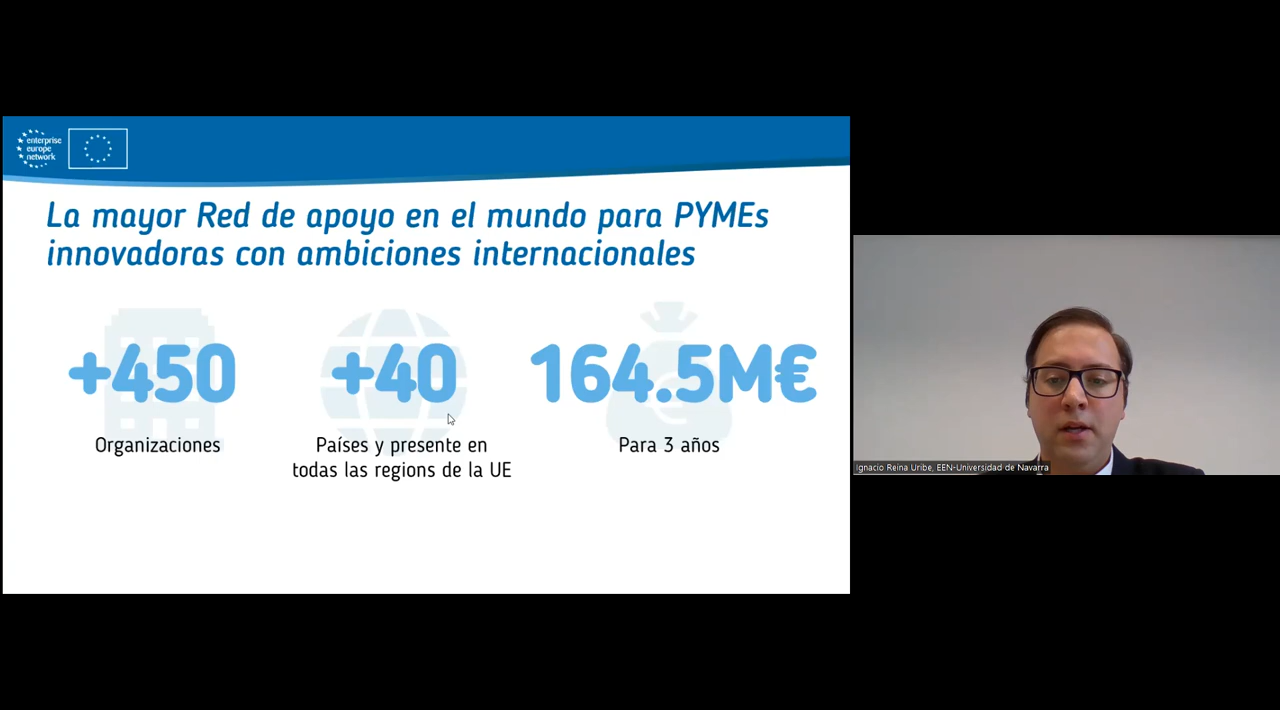 enterprise
europe
network
La mayor Red de apoyo en el mundo para PYMEs
innovadoras con ambiciones internacionales
+450
+40
164.5M€
Organizaciones
Países y presente en
todas las regions de la UE
Para 3 años
Ignacio Reina Uribe, EEN-Universidad de Navarra